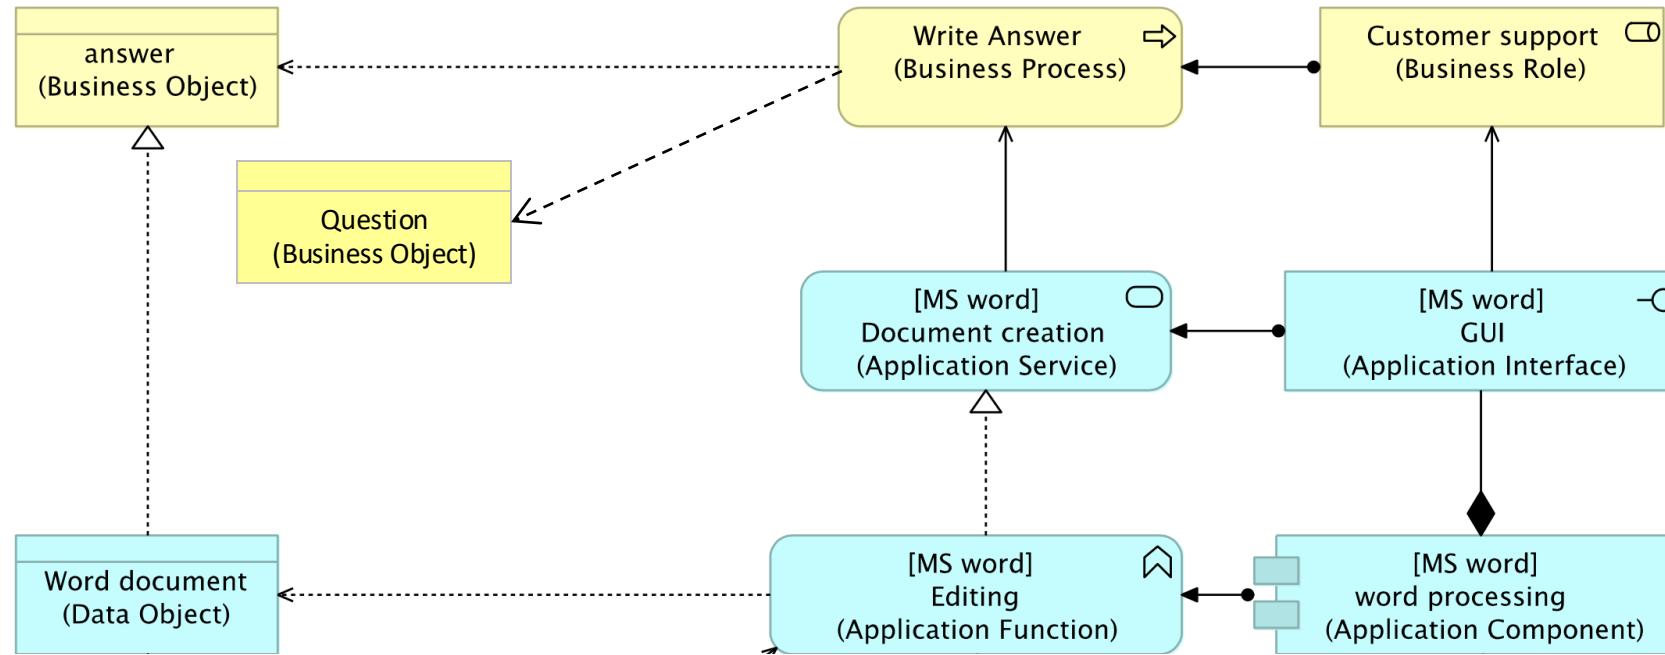 answer
(Business Object)
Write Answer
(Business Process)
Customer support
(Business Role)
Question
(Business Object)
[MS word]
Document creation
(Application Service)
[MS word]
GUI
(Application Interface)
Word document
(Data Object)
[MS word]
Editing
(Application Function)
[MS word]
word processing
(Application Component)